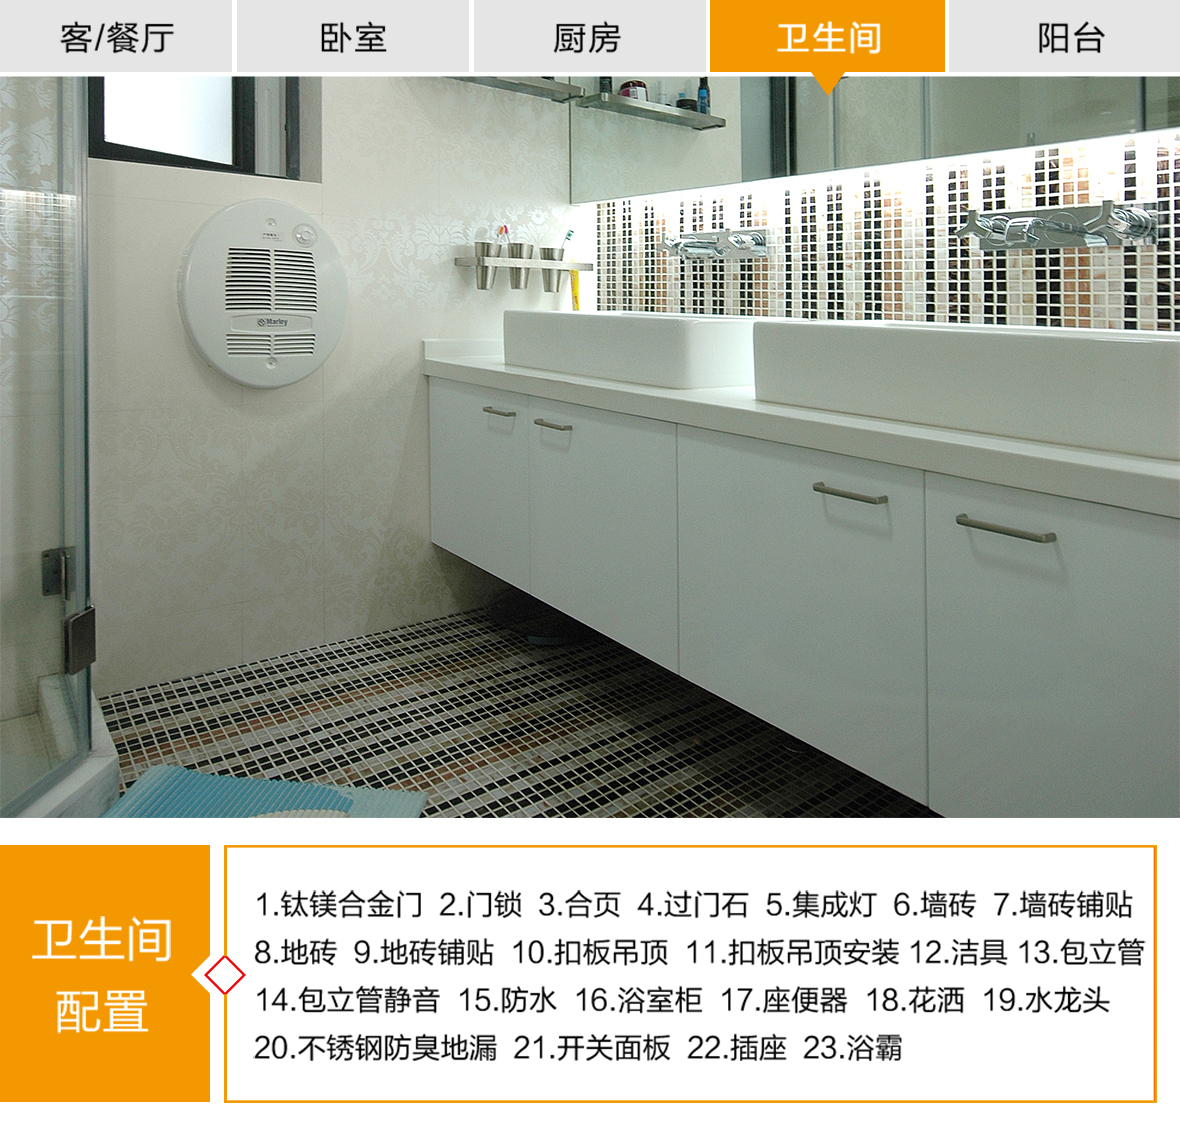 客/餐厅 卧室 厨房 卫生间 阳台
Marley
卫生间
配置
1.钛镁合金门 2.门锁 3.合页 4.过门石 5.集成灯 6.墙砖 7.墙砖铺贴
8.地砖 9.地砖铺贴 10.扣板吊顶 11.扣板吊顶安装 12.洁具 13.包立管
14.包立管静音 15.防水 16.浴室柜 17.座便器 18.花洒 19.水龙头
20.不锈钢防臭地漏 21.开关面板 22.插座 23.浴霸